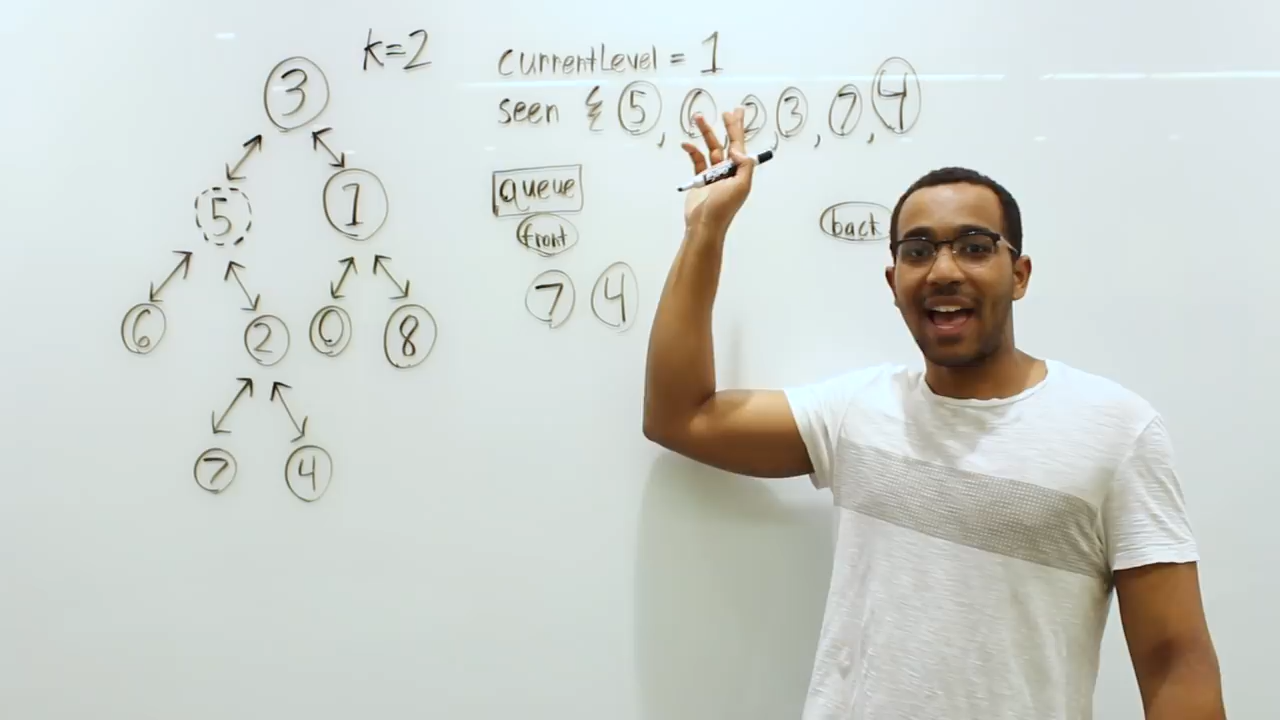 k=2
3
5 1
6 2 0 8
7 4
currentLevel = 1
seen { 5, 6, 2, 3, 7, 4
queue
front back
7 4